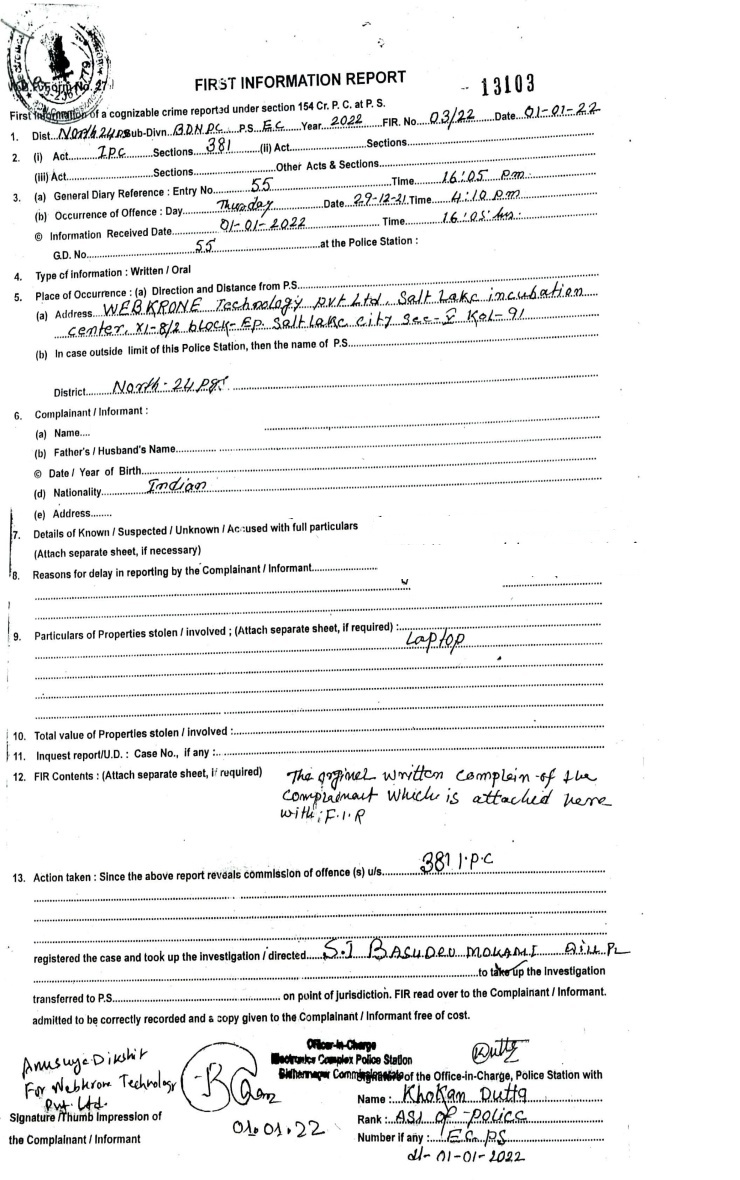 W.B. Form No. 27
FIRST INFORMATION REPORT
13103
First Information of a cognizable crime reported under section 154 Cr. P. C. at P. S.
1. Dist. North 24 pgs Sub-Divn. BDNPC P.S. EC Year 2022 FIR. No. 03/22 Date 01-01-22
2. (i) Act IPC Sections 381 (ii) Act Sections
(iii) Act Sections Other Acts & Sections
3. (a) General Diary Reference : Entry No. 55 Time 16:05 pm
(b) Occurrence of Offence : Day Thursday Date 29-12-21 Time 4:10 pm
© Information Received Date 01-01-2022 Time 16:05 hrs
G.D. No. 55 at the Police Station :
4. Type of information : Written / Oral
5. Place of Occurrence : (a) Direction and Distance from P.S.
(a) Address WEBKRONE Technology pvt Ltd, Salt Lake incubation
center, X1-8/2 block-Ep. Salt Lake city Sec-V Kol-91
(b) In case outside limit of this Police Station, then the name of P.S.
District North-24 pgs.
6. Complainant / Informant :
(a) Name
(b) Father's / Husband's Name
© Date / Year of Birth
(d) Nationality Indian
(e) Address
7. Details of Known / Suspected / Unknown / Accused with full particulars
(Attach separate sheet, if necessary)
8. Reasons for delay in reporting by the Complainant / Informant
9. Particulars of Properties stolen / involved ; (Attach separate sheet, if required) :
Laptop
10. Total value of Properties stolen / involved :
11. Inquest report/U.D. : Case No., if any :
12. FIR Contents : (Attach separate sheet, if required) The orginel written complein of the
complainant which is attached here
with F.I.R
13. Action taken : Since the above report reveals commission of offence (s) u/s. 381 I.P.C
registered the case and took up the investigation / directed S.I BASUDEV
to take up the Investigation
transferred to P.S. on point of jurisdiction. FIR read over to the Complainant / Informant.
admitted to be correctly recorded and a copy given to the Complainant / Informant free of cost.
Anusuya Dikshit
For Webkrone Technology
Pvt. Ltd.
Signature /Thumb Impression of
the Complainant / Informant
01.01.22
Officer-in-Charge
Electronics Complex Police Station
Bidhannagar Commissionerate
Signature of the Office-in-Charge, Police Station with
Name : Khokan Dutta
Rank : ASI of police
Number if any : EC PS
dt- 01-01-2022